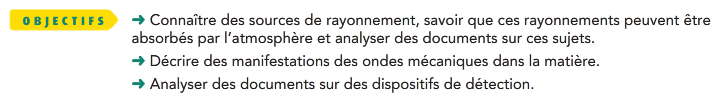 OBJECTIFS
➜ Connaître des sources de rayonnement, savoir que ces rayonnements peuvent être
absorbés par l'atmosphère et analyser des documents sur ces sujets.
➜ Décrire des manifestations des ondes mécaniques dans la matière.
➜ Analyser des documents sur des dispositifs de détection.